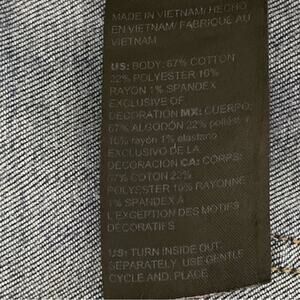 MADE IN VIETNAM/ HECHO
EN VIETNAM/ FABRIQUE AU
VIETNAM
US: BODY: 67% COTTON
22% POLYESTER 10%
RAYON 1% SPANDEX
EXCLUSIVE OF
DECORATION MX: CUERPO:
67% ALGODÓN 22% poliéster
10% rayón 1% elastano
EXCLUSIVO DE LA
DECORACION CA: CORPS:
67% COTON 22%
POLYESTER 10% RAYONNE
1% SPANDEX À
L'EXCEPTION DES MOTIFS
DÉCORATIFS
US: TURN INSIDE OUT.
SEPARATELY. USE GENTLE
CYCLE AND. PLACE.